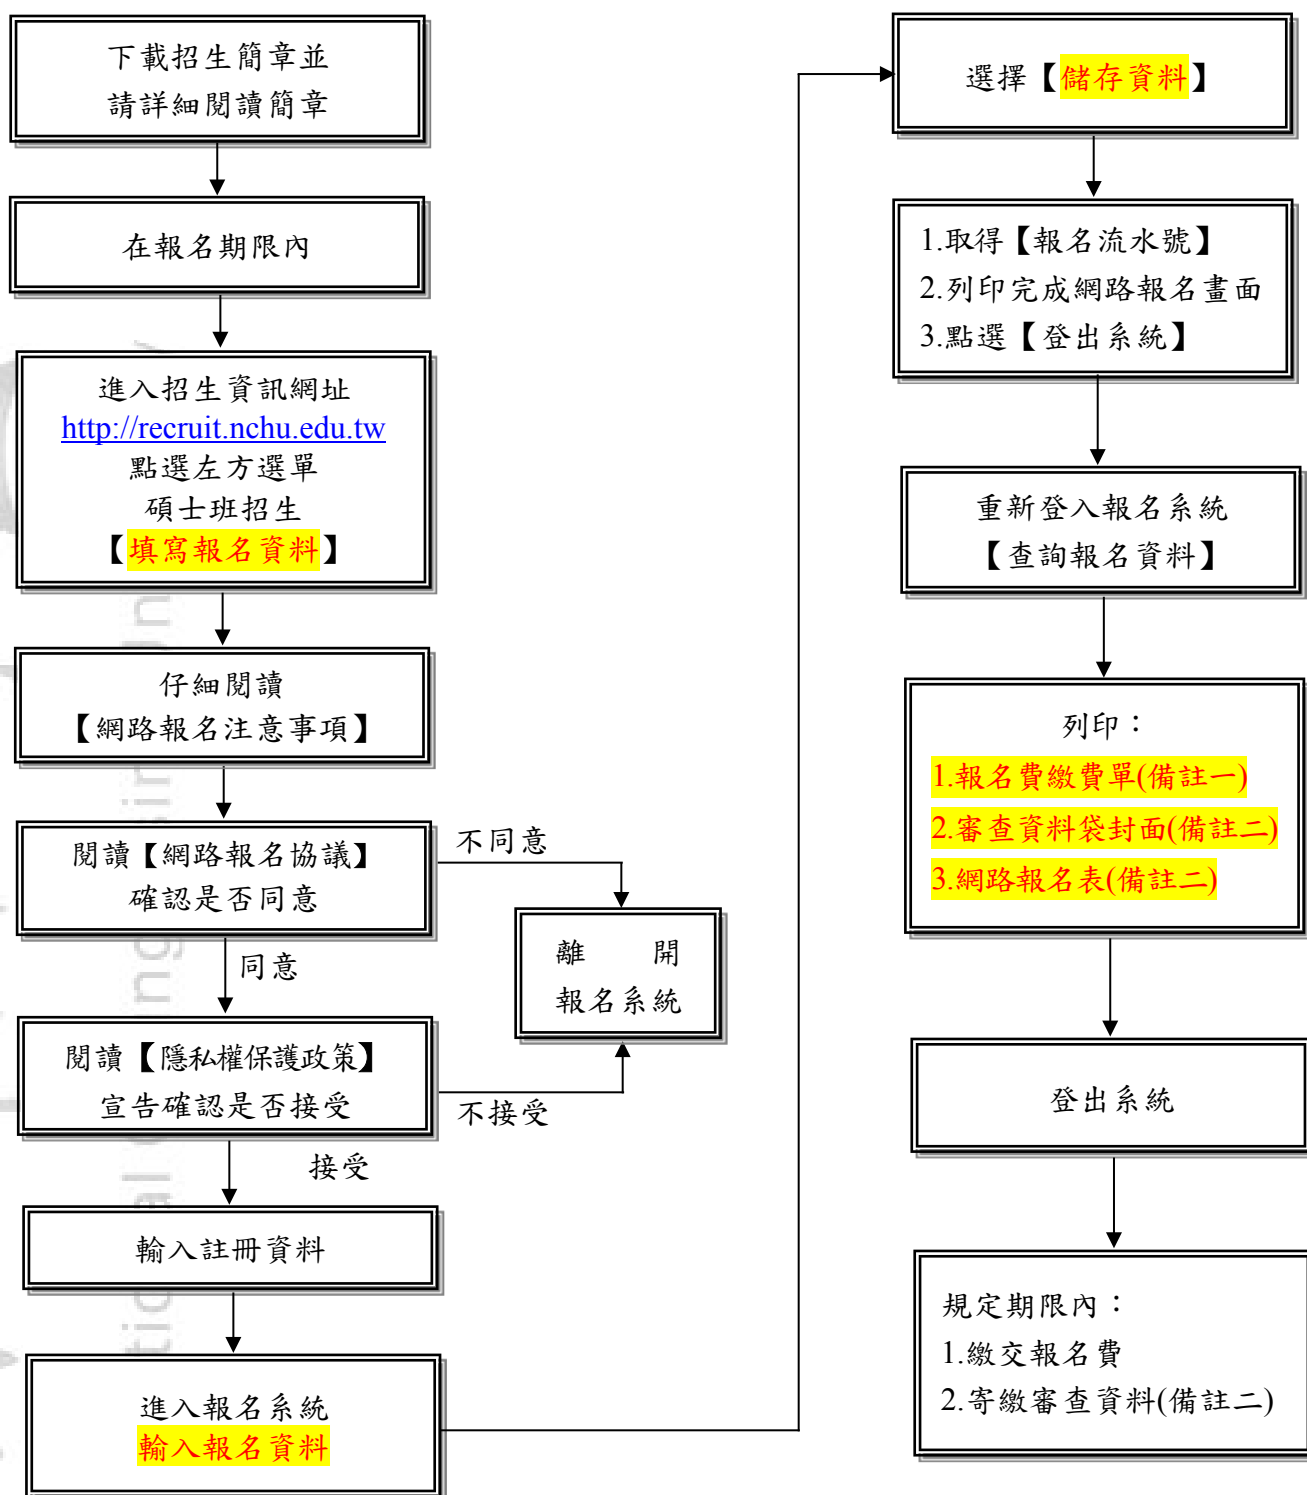 下載招生簡章並
請詳細閱讀簡章
在報名期限內
進入招生資訊網址
http://recruit.nchu.edu.tw
點選左方選單
碩士班招生
【填寫報名資料】
仔細閱讀
【網路報名注意事項】
閱讀【網路報名協議】
確認是否同意
不同意
同意
離 開
報名系統
閱讀【隱私權保護政策】
宣告確認是否接受
不接受
接受
輸入註冊資料
進入報名系統
輸入報名資料
選擇【儲存資料】
1.取得【報名流水號】
2.列印完成網路報名畫面
3.點選【登出系統】
重新登入報名系統
【查詢報名資料】
列印：
1.報名費繳費單(備註一)
2.審查資料袋封面(備註二)
3.網路報名表(備註二)
登出系統
規定期限內：
1.繳交報名費
2.寄繳審查資料(備註二)